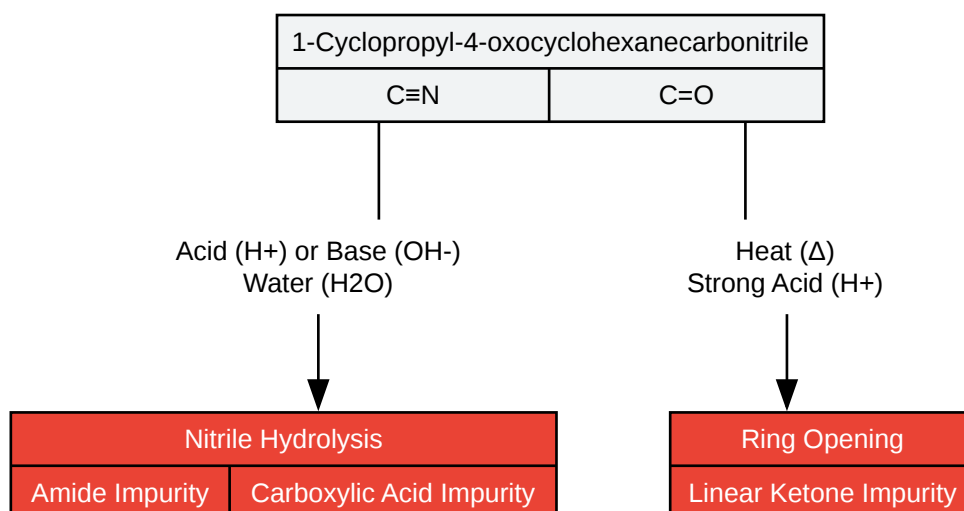 1-Cyclopropyl-4-oxocyclohexanecarbonitrile
C≡N
C=O
Acid (H+) or Base (OH-)
Water (H2O)
Heat (Δ)
Strong Acid (H+)
Nitrile Hydrolysis
Amide Impurity
Carboxylic Acid Impurity
Ring Opening
Linear Ketone Impurity